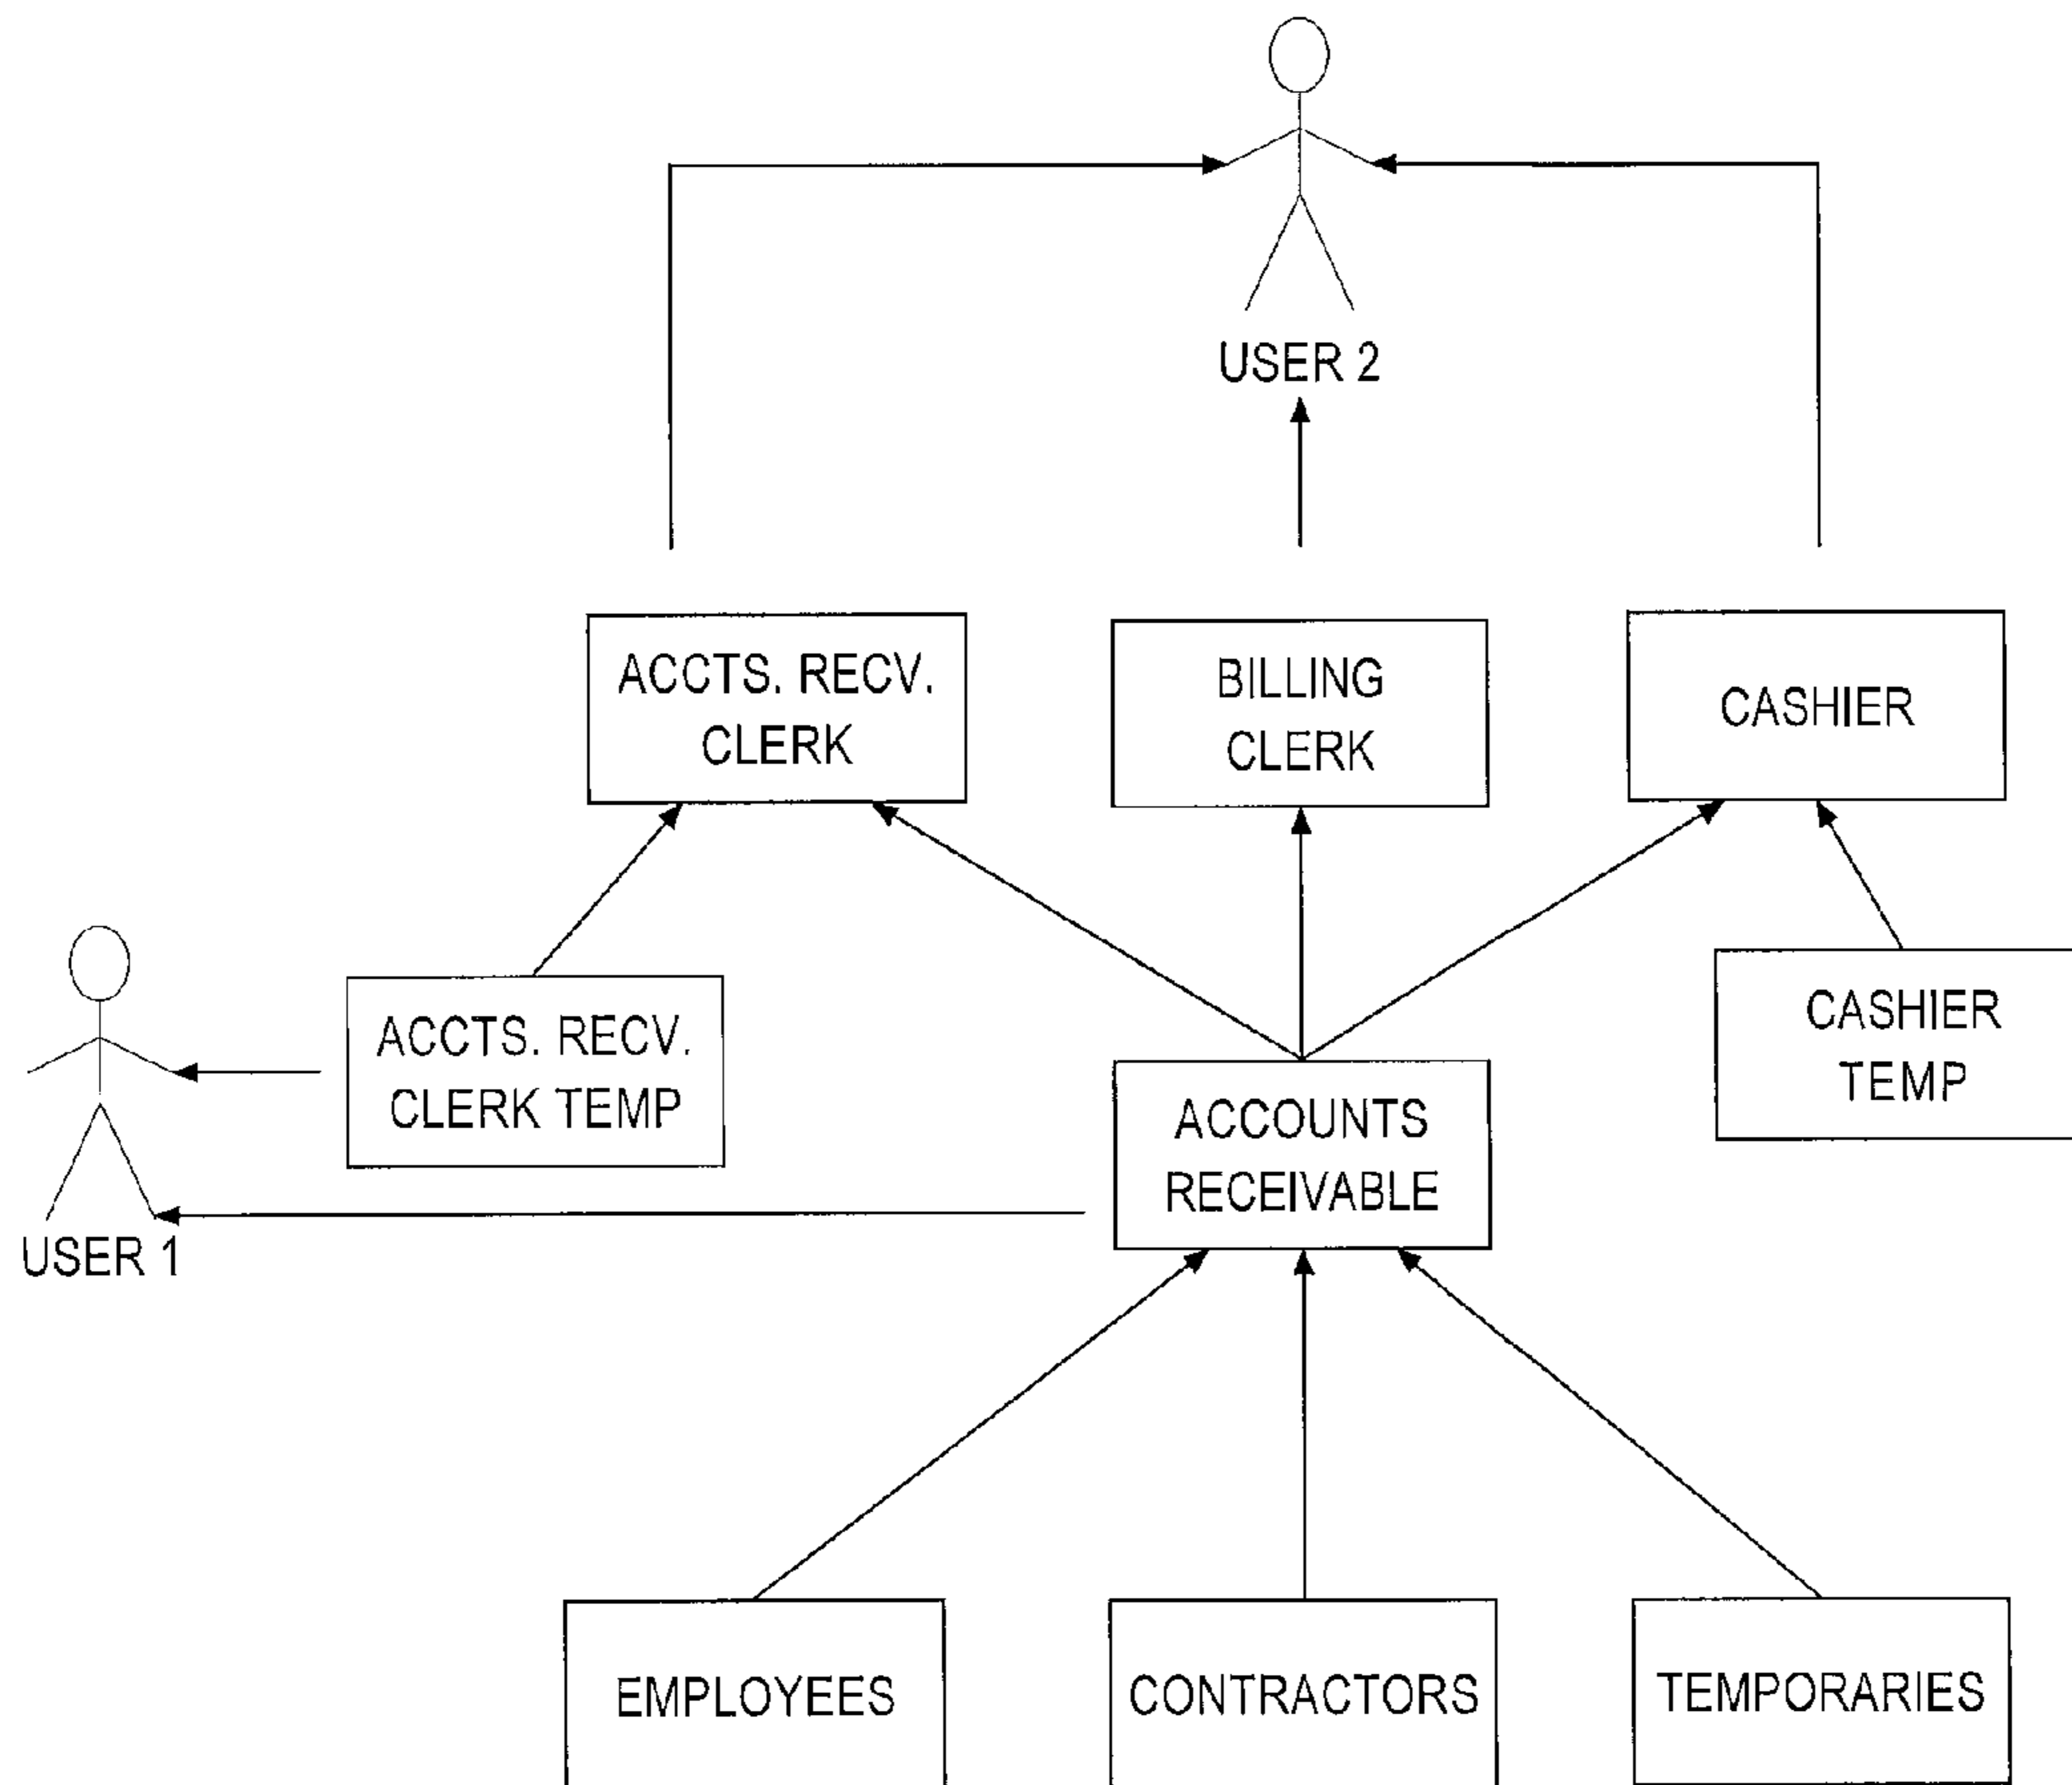 USER 2
ACCTS. RECV.
CLERK
BILLING
CLERK
CASHIER
ACCTS. RECV.
CLERK TEMP
CASHIER
TEMP
ACCOUNTS
RECEIVABLE
USER 1
EMPLOYEES
CONTRACTORS
TEMPORARIES